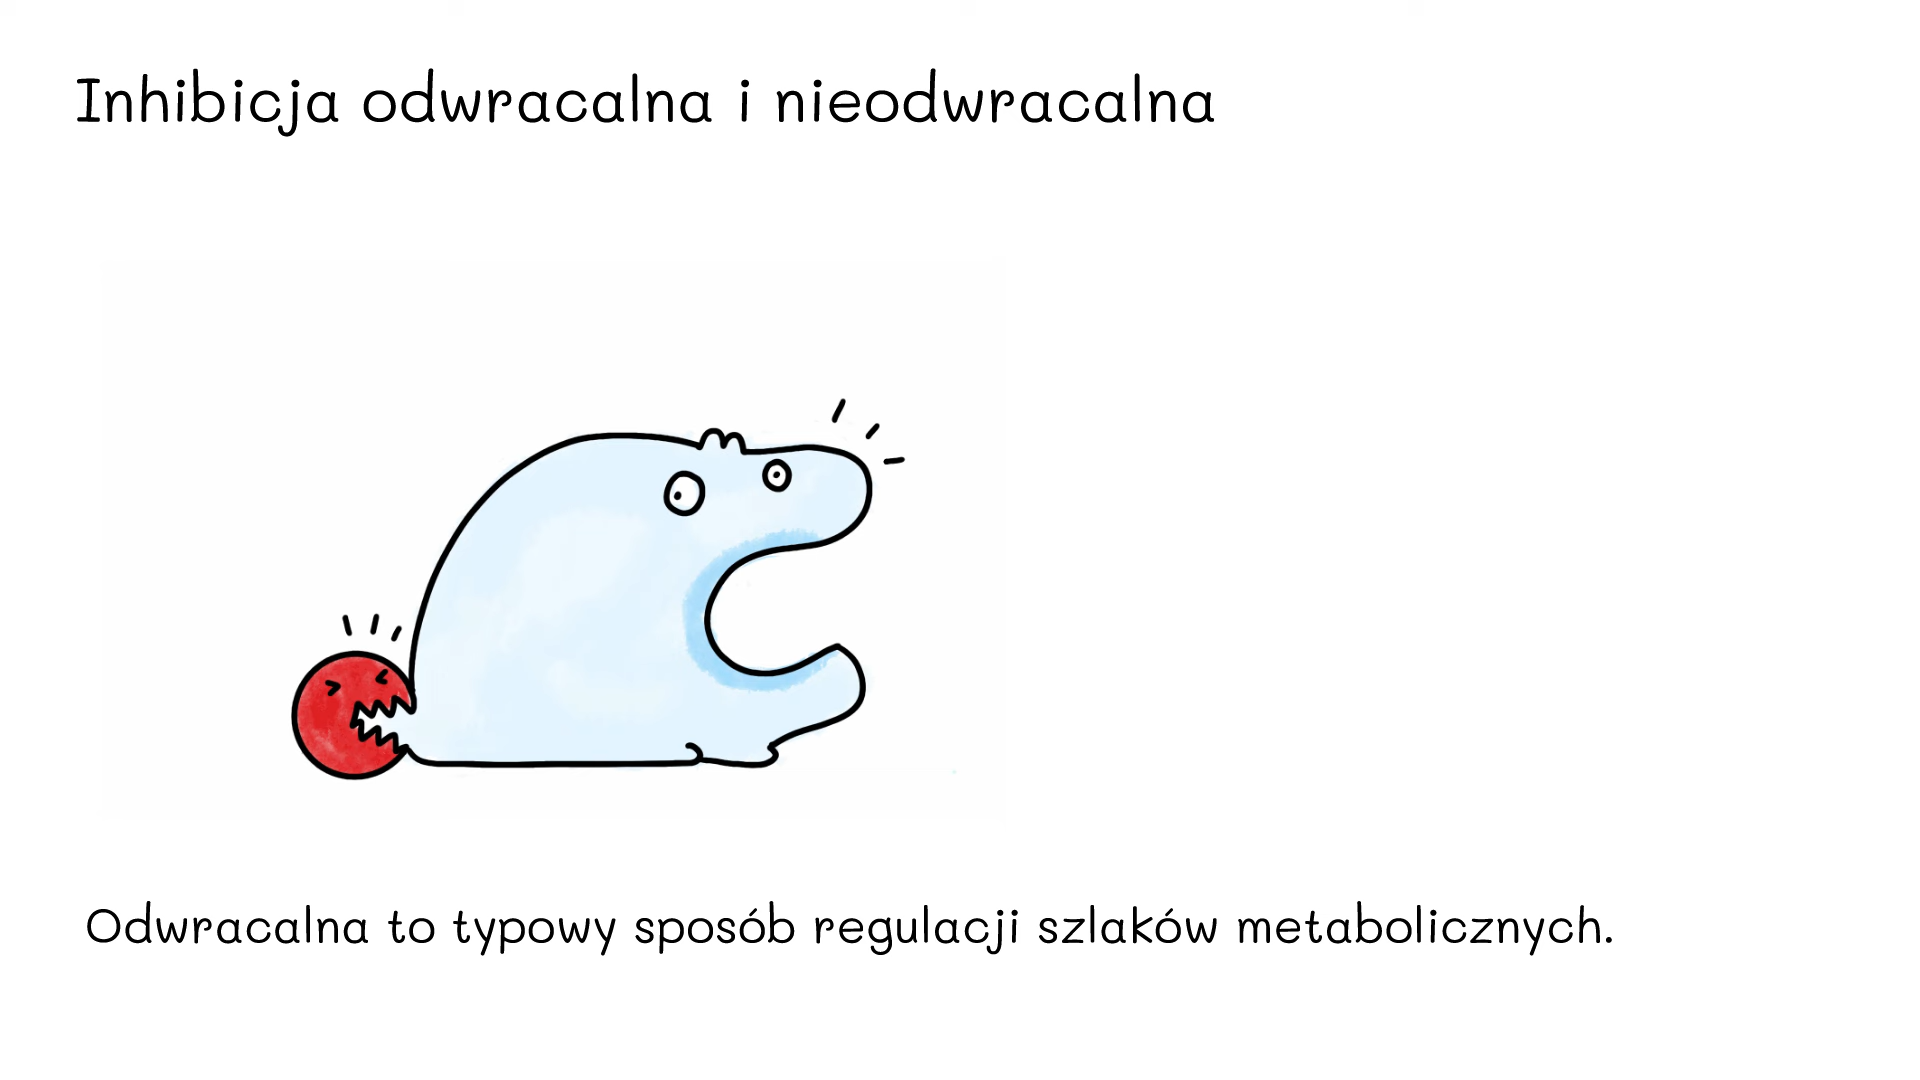 Inhibicja odwracalna i nieodwracalna
Odwracalna to typowy sposób regulacji szlaków metabolicznych.